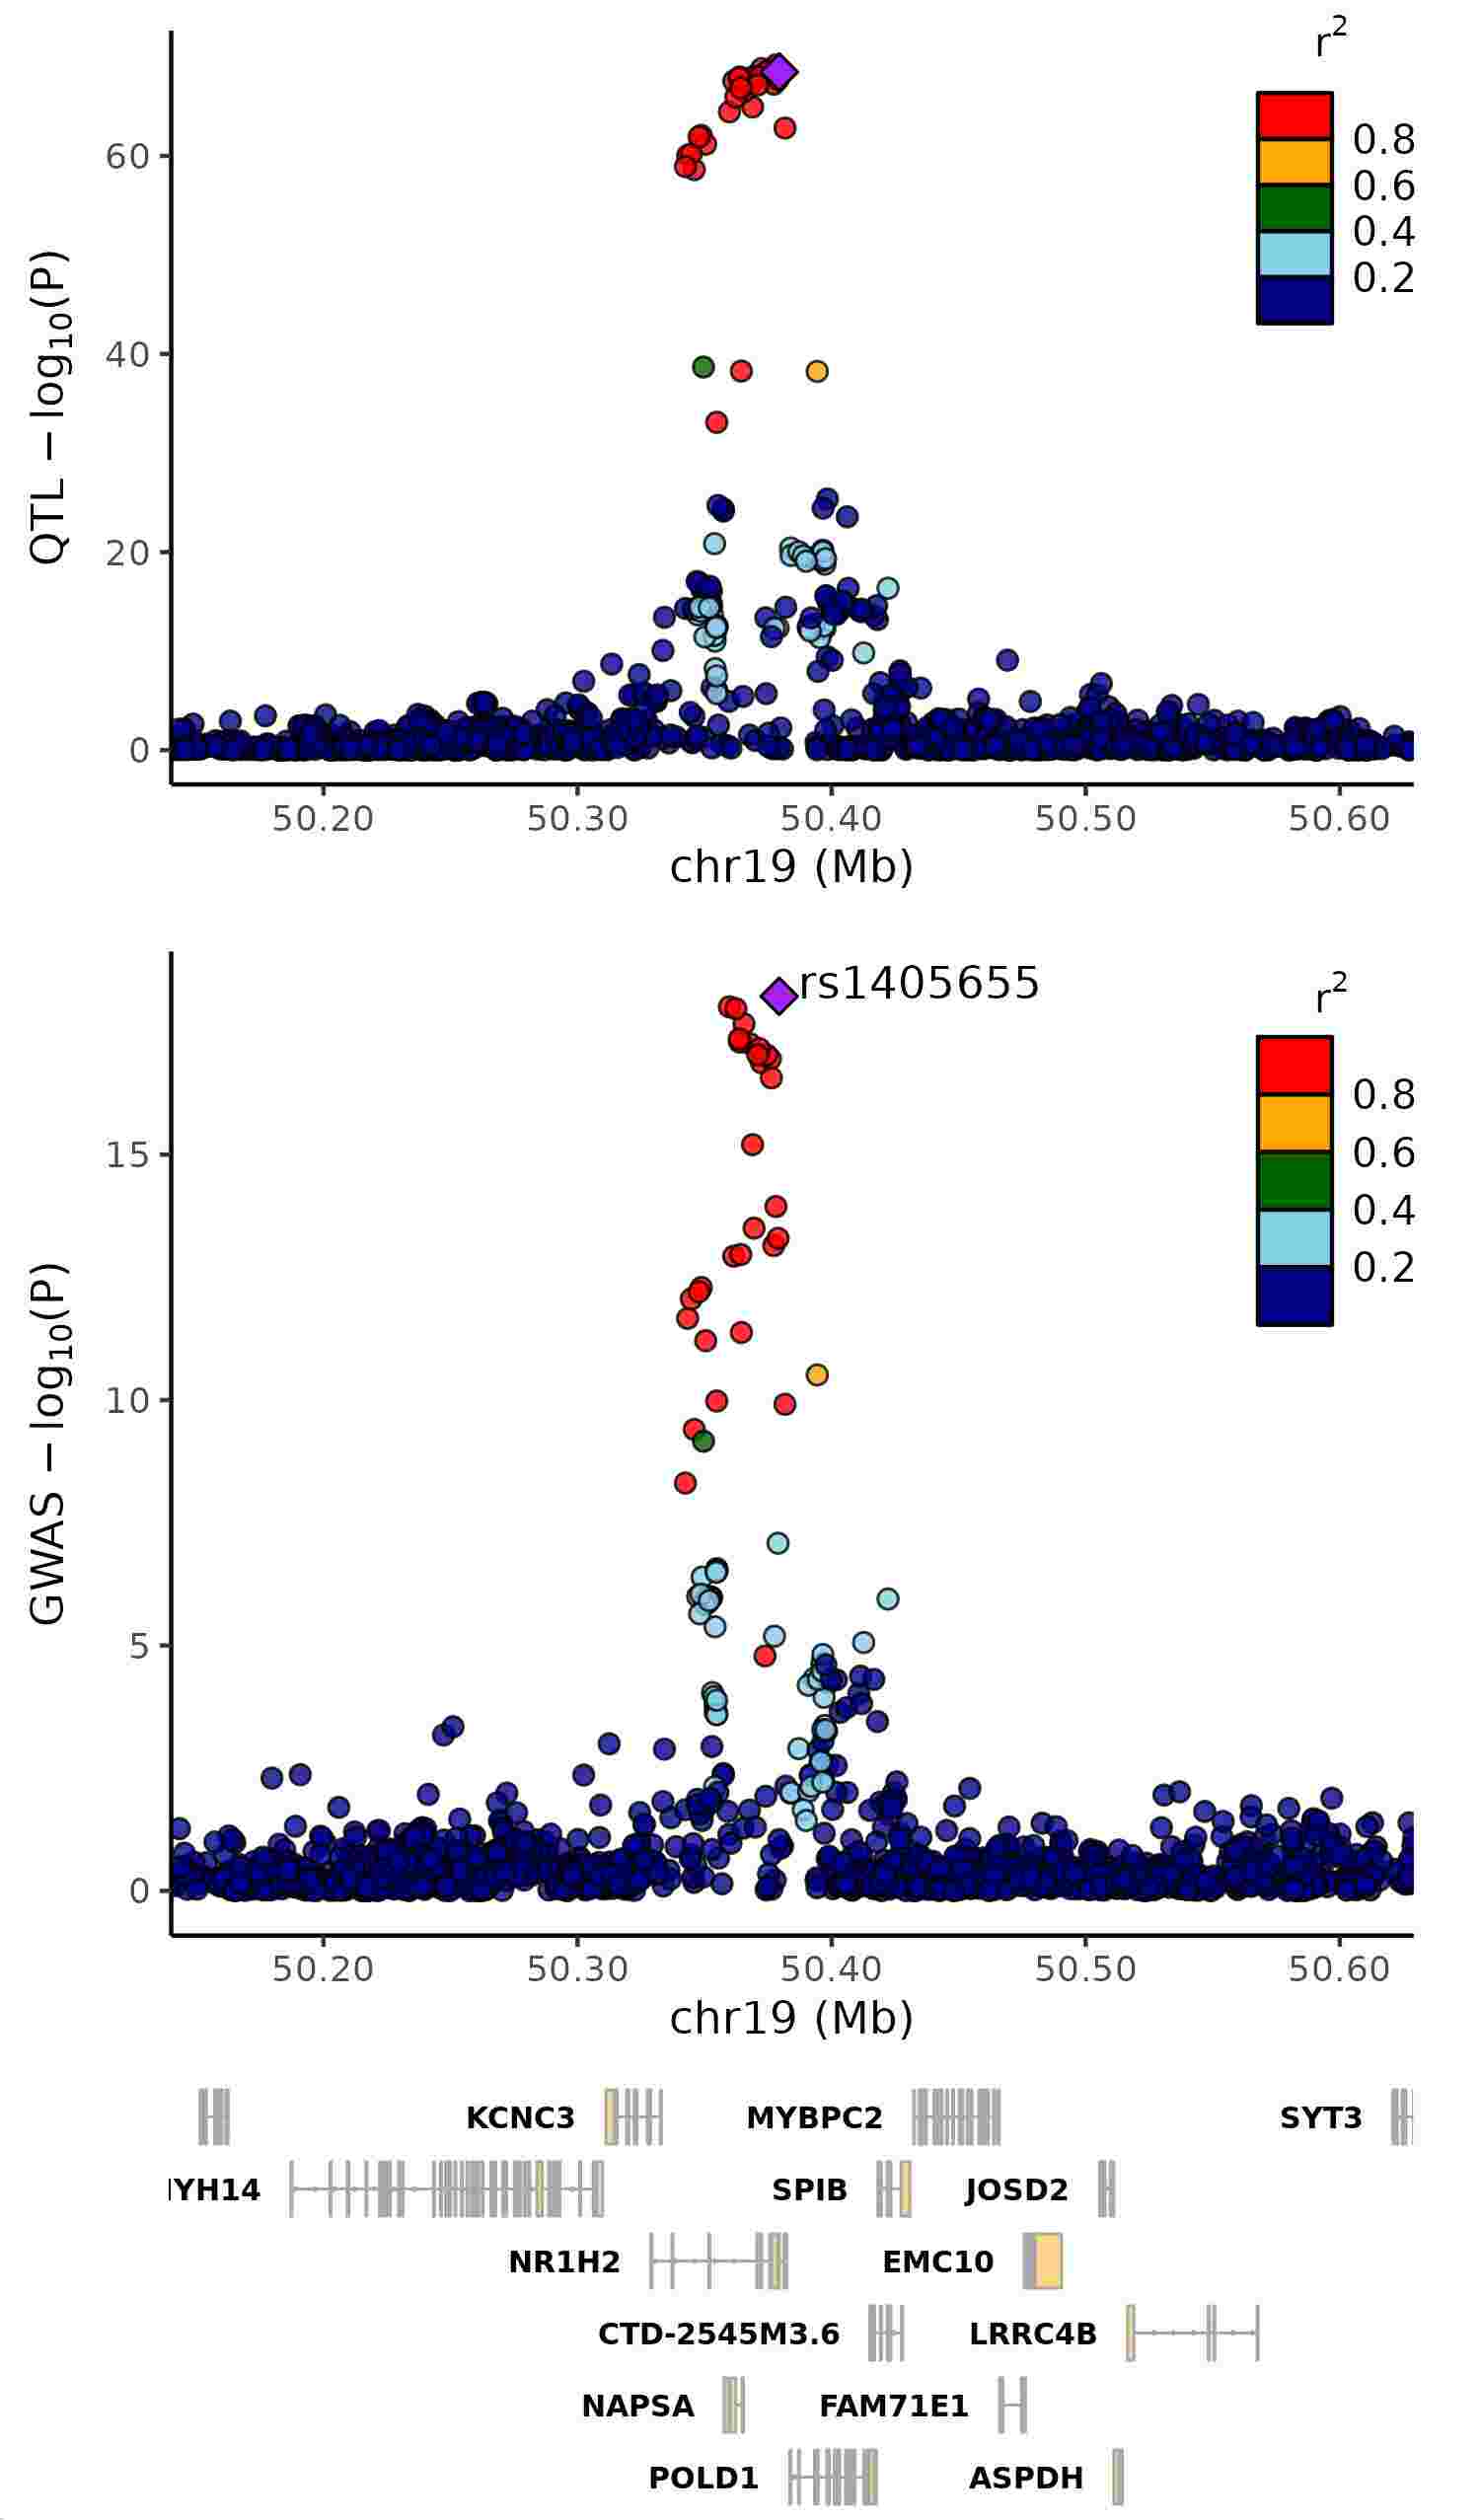 r²
0.8
0.6
0.4
0.2
60
40
20
0
QTL −log₁₀(P)
50.20 50.30 50.40 50.50 50.60
chr19 (Mb)
rs1405655
r²
0.8
0.6
0.4
0.2
15
10
5
0
GWAS −log₁₀(P)
50.20 50.30 50.40 50.50 50.60
chr19 (Mb)
KCNC3 MYBPC2 SYT3
YH14 SPIB JOSD2
NR1H2 EMC10
CTD-2545M3.6 LRRC4B
NAPSA FAM71E1
POLD1 ASPDH